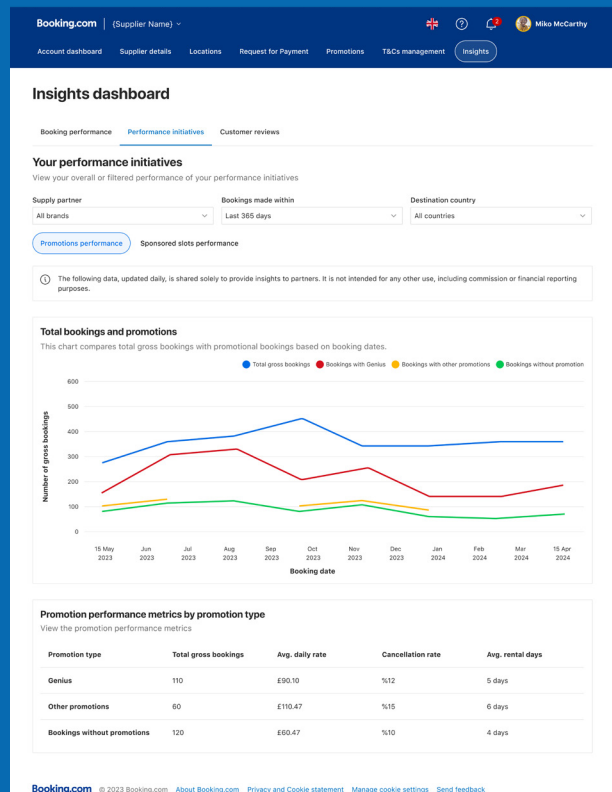 Booking.com {Supplier Name} 2 Miko McCarthy
Account dashboard Supplier details Locations Request for Payment Promotions T&Cs management Insights
Insights dashboard
Booking performance Performance initiatives Customer reviews
Your performance initiatives
View your overall or filtered performance of your performance initiatives
Supply partner Bookings made within Destination country
All brands Last 365 days All countries
Promotions performance Sponsored slots performance
The following data, updated daily, is shared solely to provide insights to partners. It is not intended for any other use, including commission or financial reporting
purposes.
Total bookings and promotions
This chart compares total gross bookings with promotional bookings based on booking dates.
Total gross bookings Bookings with Genius Bookings with other promotions Bookings without promotion
Number of gross bookings
600
500
400
300
200
100
0
15 May Jun Jul Aug Sep Oct Nov Dec Jan Feb Mar 15 Apr
2023 2023 2023 2023 2023 2023 2023 2023 2024 2024 2024 2024
Booking date
Promotion performance metrics by promotion type
View the promotion performance metrics
Promotion type Total gross bookings Avg. daily rate Cancellation rate Avg. rental days
Genius 110 £90.10 %12 5 days
Other promotions 60 £110.47 %15 6 days
Bookings without promotions 120 £60.47 %10 4 days
Booking.com © 2023 Booking.com About Booking.com Privacy and Cookie statement Manage cookie settings Send feedback